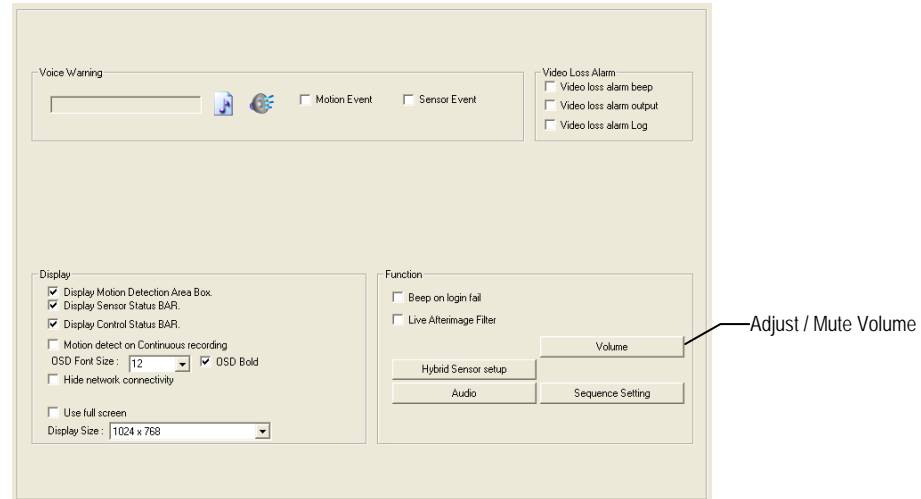 Voice Warning
Motion Event
Sensor Event
Video Loss Alarm
Video loss alarm beep
Video loss alarm output
Video loss alarm Log
Display
Display Motion Detection Area Box.
Display Sensor Status BAR.
Display Control Status BAR.
Motion detect on Continuous recording
OSD Font Size : 12 OSD Bold
Hide network connectivity
Use full screen
Display Size : 1024 x 768
Function
Beep on login fail
Live Afterimage Filter
Volume
Hybrid Sensor setup
Audio
Sequence Setting
Adjust / Mute Volume